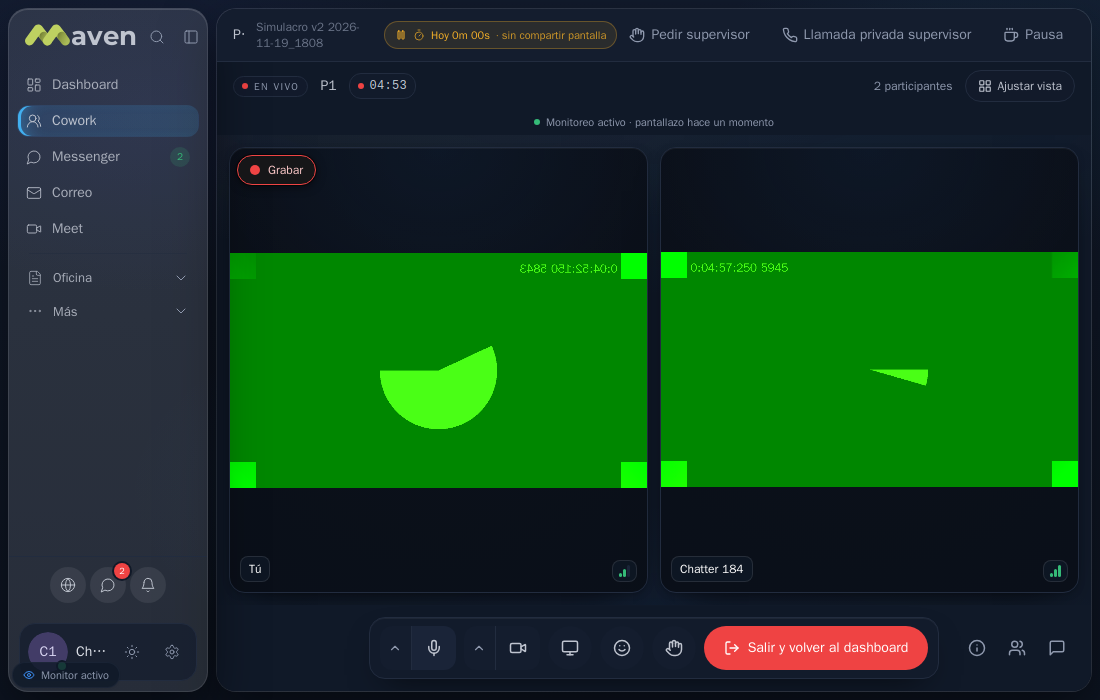 Maven
Dashboard
Cowork
Messenger 2
Correo
Meet
Oficina
Más
2
C1 Ch···
Monitor activo
P· Simulacro v2 2026-
11-19_1808
Hoy 0m 00s · sin compartir pantalla
Pedir supervisor
Llamada privada supervisor
Pausa
EN VIVO P1 04:53
2 participantes
Ajustar vista
Monitoreo activo · pantallazo hace un momento
Grabar
0:04:52:150 5843
Tú
0:04:57:250 5945
Chatter 184
Salir y volver al dashboard